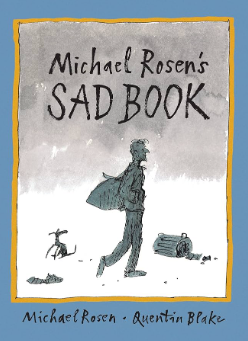 Michael Rosen's
SAD BOOK
Michael Rosen · Quentin Blake